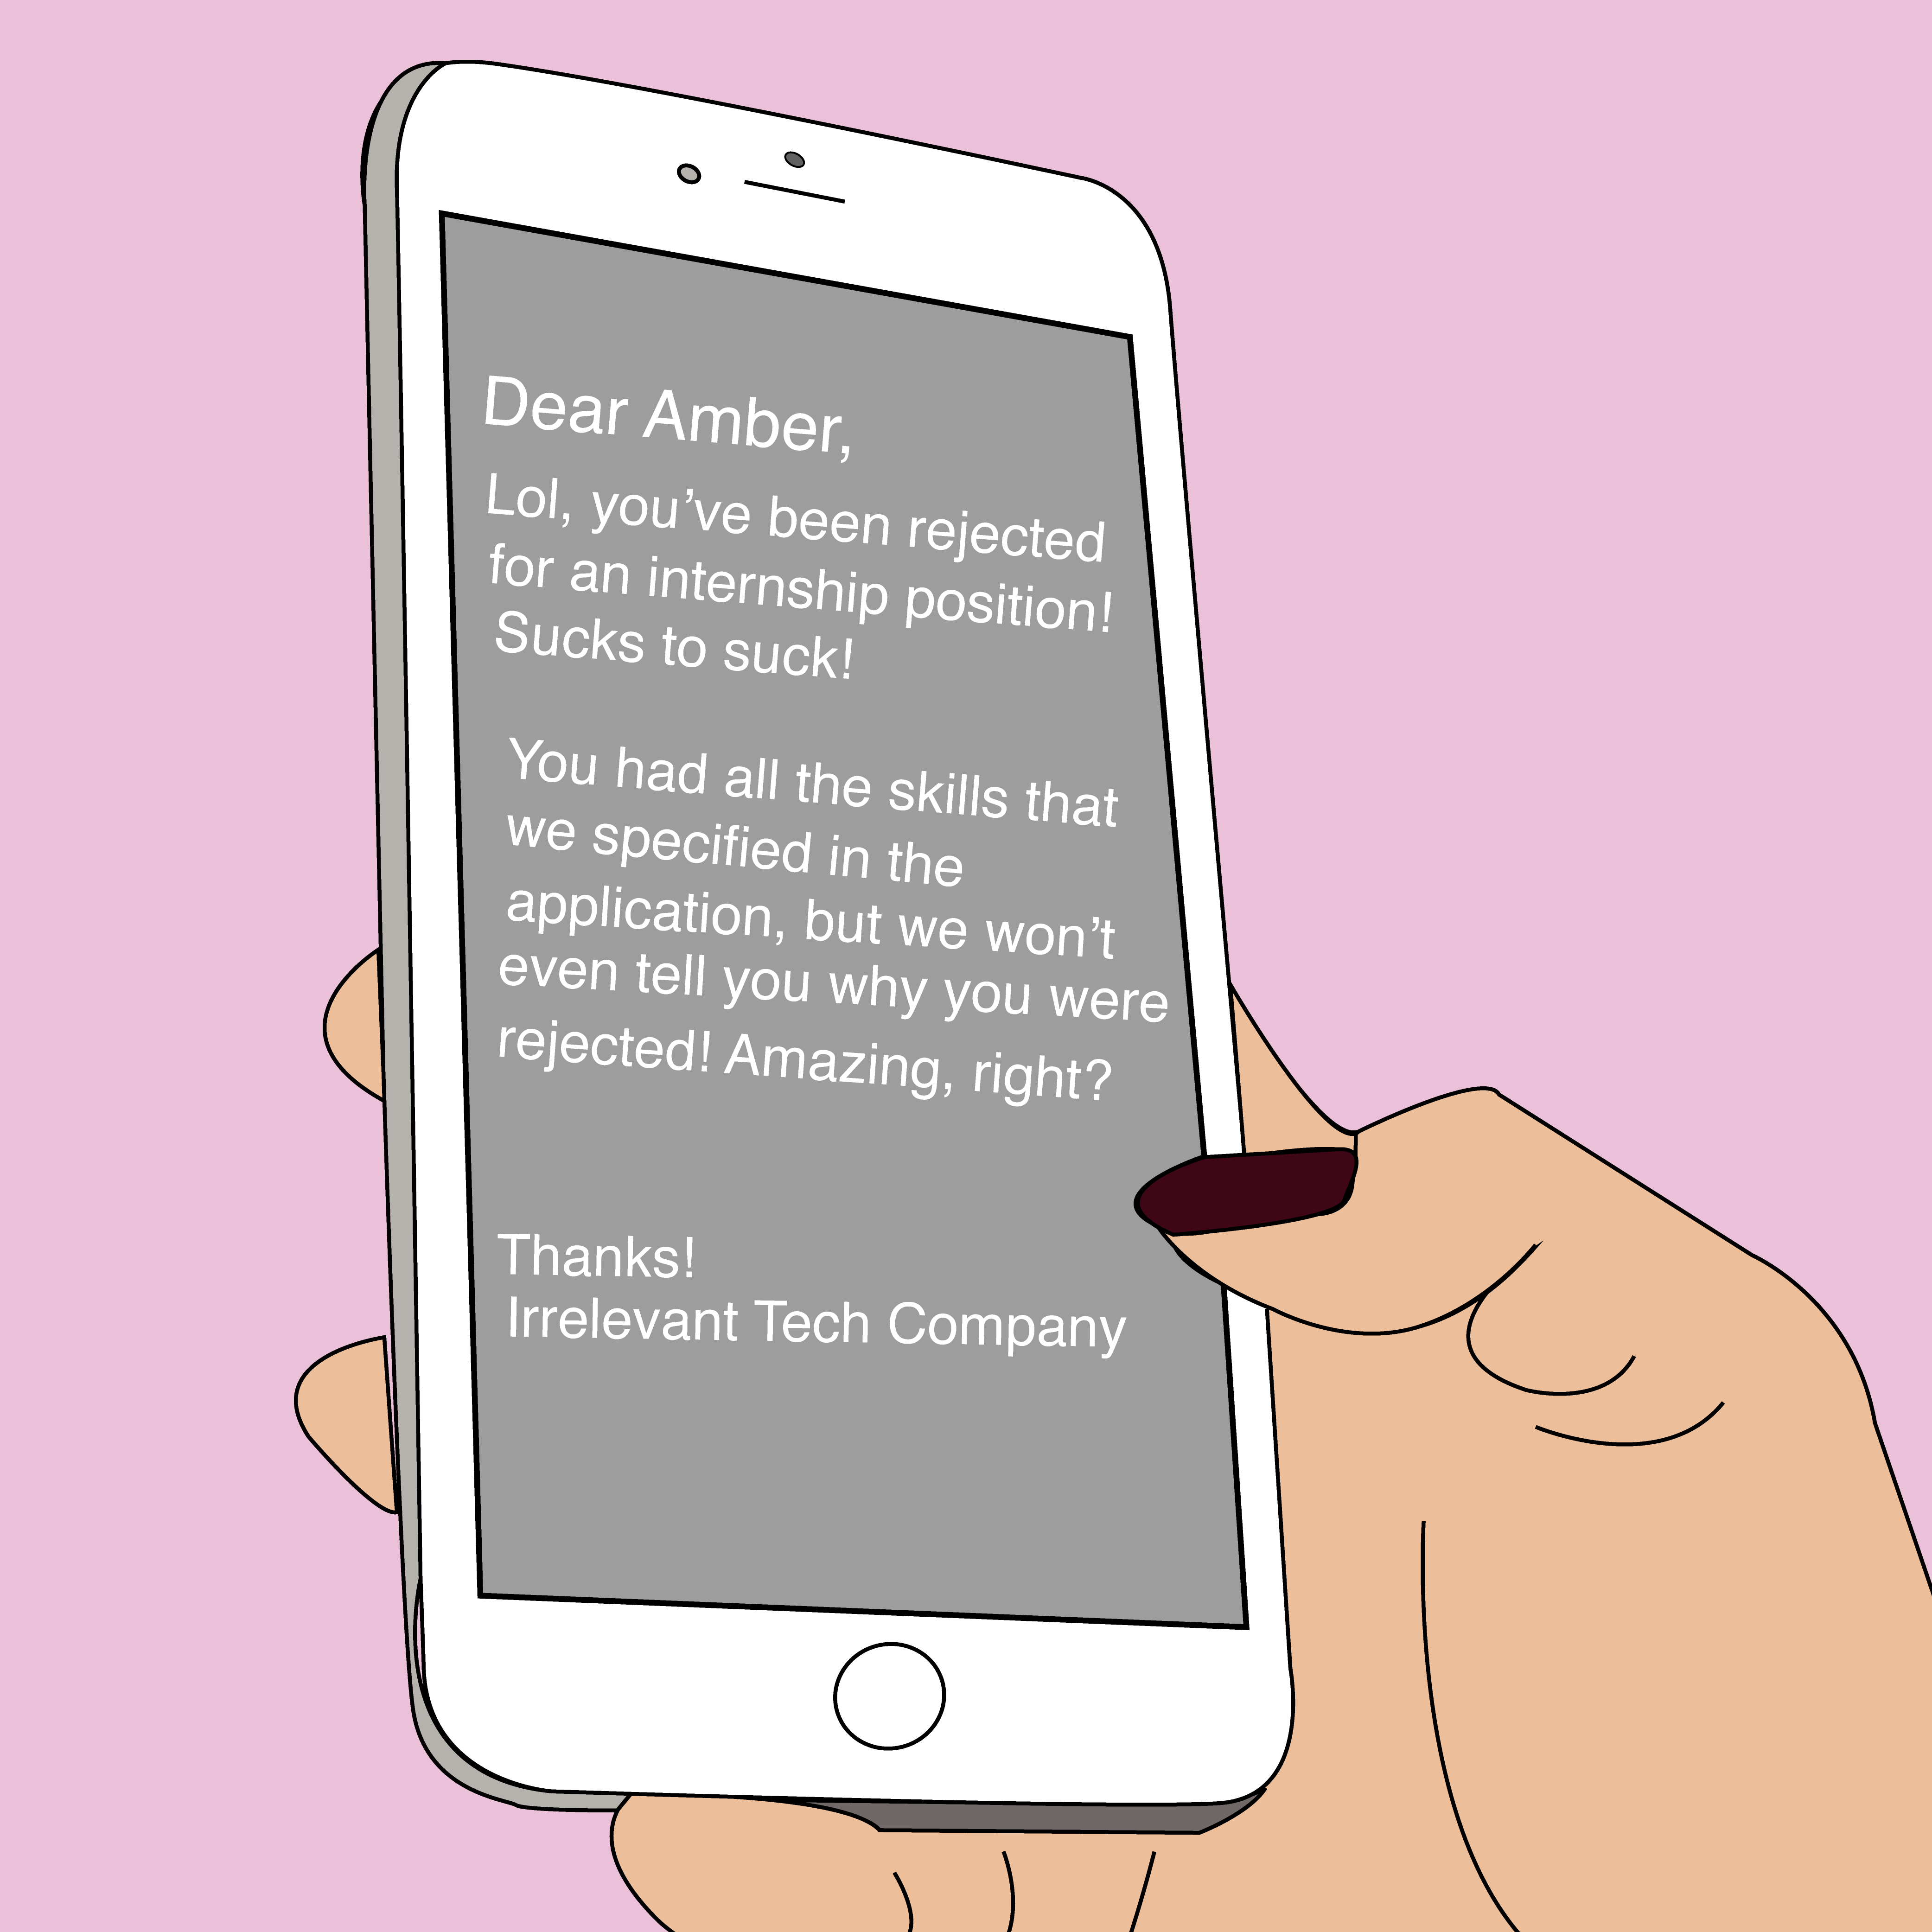 Dear Amber,
Lol, you’ve been rejected
for an internship position!
Sucks to suck!
You had all the skills that
we specified in the
application, but we won’t
even tell you why you were
rejected! Amazing, right?
Thanks!
Irrelevant Tech Company